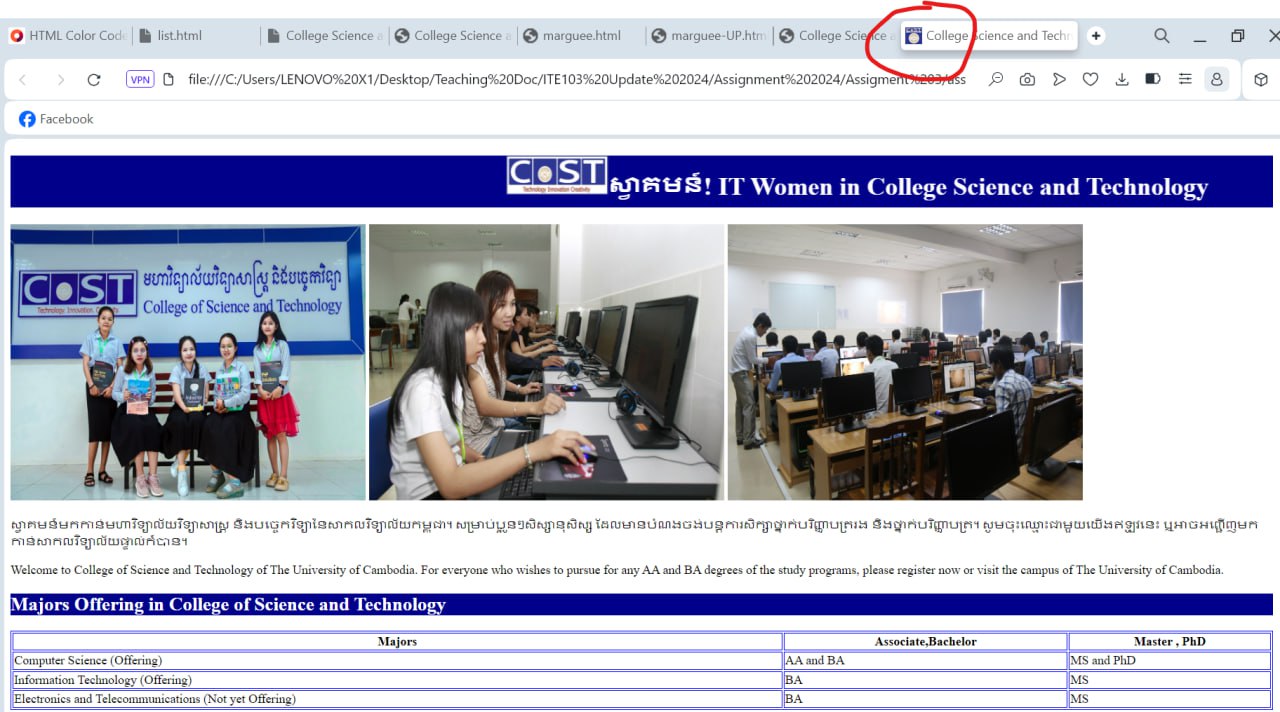 HTML Color Code
list.html
College Science a
College Science a
marguee.html
marguee-UP.htm
College Science a
College Science and Techn
VPN
file:///C:/Users/LENOVO%20X1/Desktop/Teaching%20Doc/ITE103%20Update%202024/Assignment%202024/Assigment%203/ass
Facebook
COST
Technology Innovation Creativity
ស្វាគមន៍! IT Women in College Science and Technology
COST
Technology Innovation Creativity
មហាវិទ្យាល័យវិទ្យាសាស្ត្រ និងបច្ចេកវិទ្យា
College of Science and Technology
ស្វាគមន៍មកកាន់មហាវិទ្យាល័យវិទ្យាសាស្ត្រ និងបច្ចេកវិទ្យានៃសាកលវិទ្យាល័យកម្ពុជា។ សម្រាប់ប្អូនៗសិស្សានុសិស្ស ដែលមានបំណងចង់បន្តការសិក្សាថ្នាក់បរិញ្ញាបត្ររង និងថ្នាក់បរិញ្ញាបត្រ។ សូមចុះឈ្មោះជាមួយយើងឥឡូវនេះ ឬអាចអញ្ជើញមក
កាន់សាកលវិទ្យាល័យផ្ទាល់ក៏បាន។
Welcome to College of Science and Technology of The University of Cambodia. For everyone who wishes to pursue for any AA and BA degrees of the study programs, please register now or visit the campus of The University of Cambodia.
Majors Offering in College of Science and Technology
Majors Associate,Bachelor Master , PhD
Computer Science (Offering) AA and BA MS and PhD
Information Technology (Offering) BA MS
Electronics and Telecommunications (Not yet Offering) BA MS